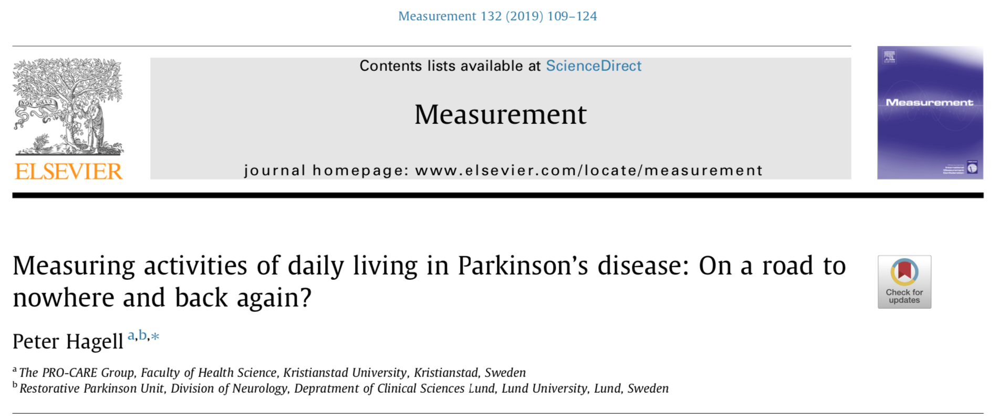 Measurement 132 (2019) 109–124
Contents lists available at ScienceDirect
Measurement
journal homepage: www.elsevier.com/locate/measurement
NON SOLUS
ELSEVIER
Measurement
Measuring activities of daily living in Parkinson's disease: On a road to
nowhere and back again?
Check for
updates
Peter Hagell a,b,*
a The PRO-CARE Group, Faculty of Health Science, Kristianstad University, Kristianstad, Sweden
b Restorative Parkinson Unit, Division of Neurology, Depratment of Clinical Sciences Lund, Lund University, Lund, Sweden